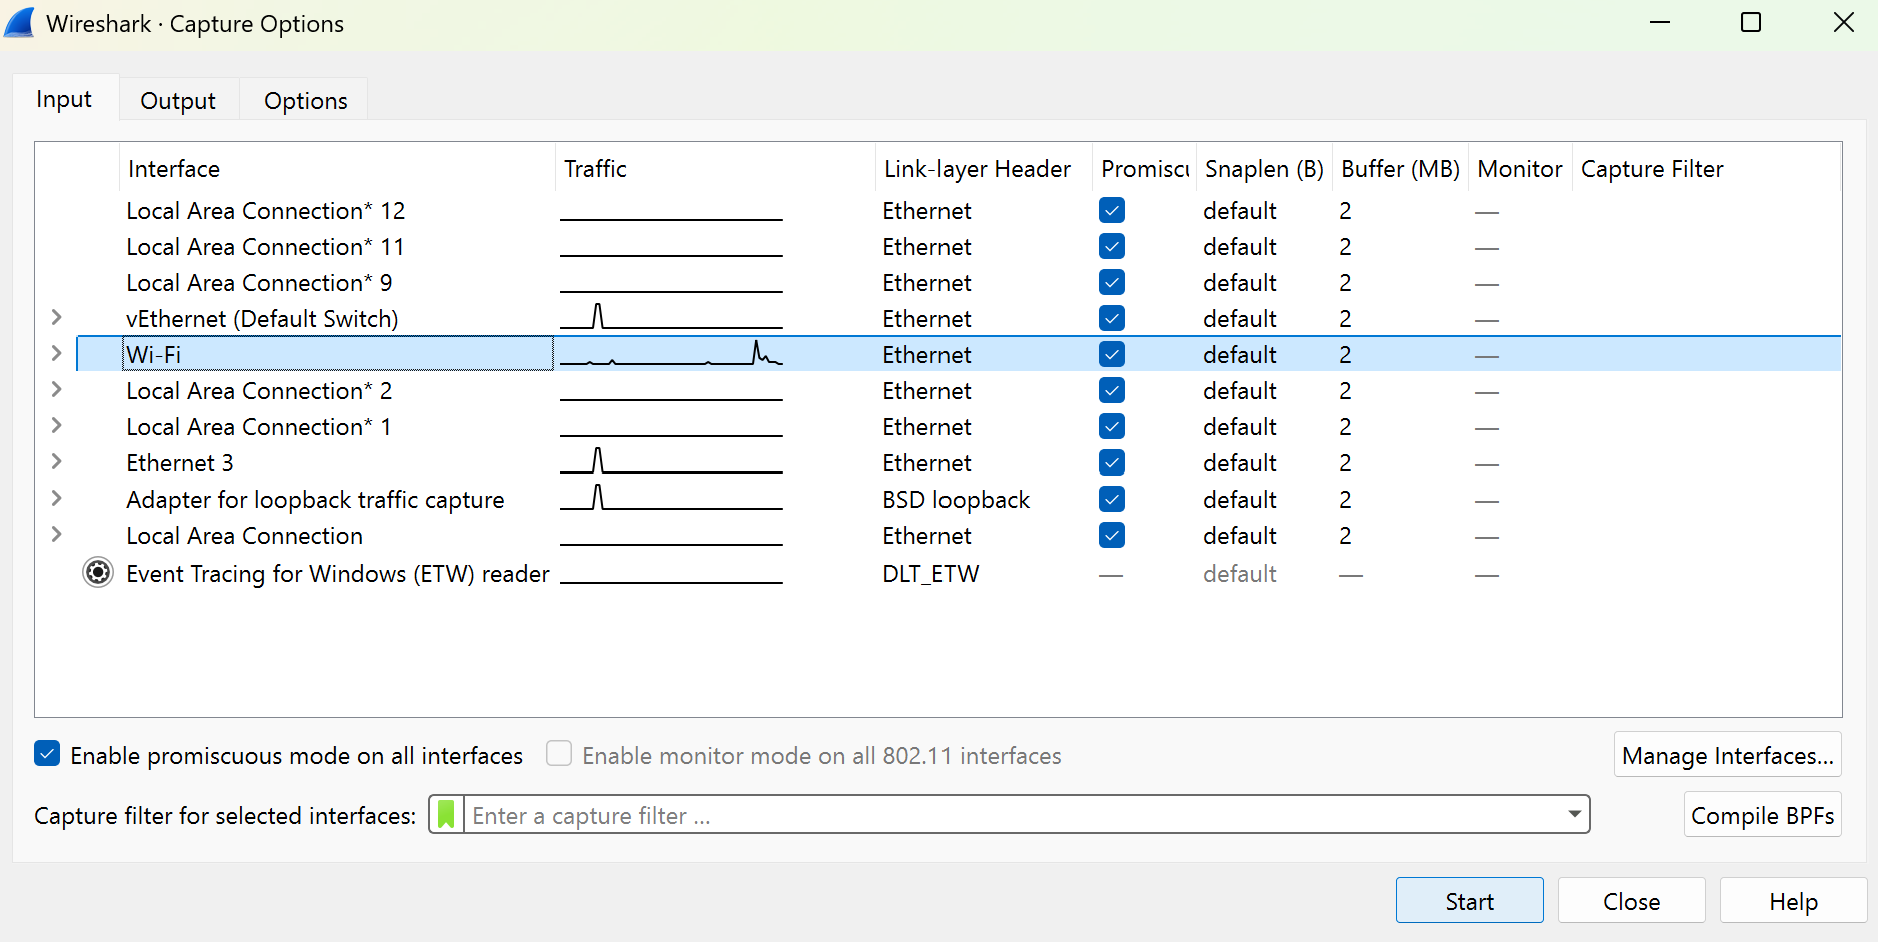 Wireshark · Capture Options
Input Output Options
Interface Traffic Link-layer Header Promiscu Snaplen (B) Buffer (MB) Monitor Capture Filter
Local Area Connection* 12 Ethernet default 2 —
Local Area Connection* 11 Ethernet default 2 —
Local Area Connection* 9 Ethernet default 2 —
vEthernet (Default Switch) Ethernet default 2 —
Wi-Fi Ethernet default 2 —
Local Area Connection* 2 Ethernet default 2 —
Local Area Connection* 1 Ethernet default 2 —
Ethernet 3 Ethernet default 2 —
Adapter for loopback traffic capture BSD loopback default 2 —
Local Area Connection Ethernet default 2 —
Event Tracing for Windows (ETW) reader DLT_ETW — default — —
Enable promiscuous mode on all interfaces Enable monitor mode on all 802.11 interfaces Manage Interfaces...
Capture filter for selected interfaces: Enter a capture filter ... Compile BPFs
Start Close Help